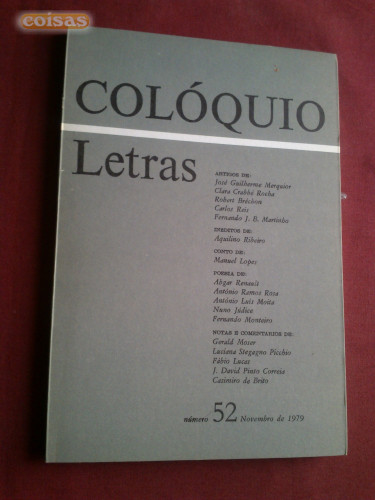 coisas
COLÓQUIO
Letras
ARTIGOS DE:
José Guilherme Merquior
Clara Crabbé Rocha
Robert Bréchon
Carlos Reis
Fernando J. B. Martinho
INÉDITOS DE:
Aquilino Ribeiro
CONTO DE:
Manuel Lopes
POESIA DE:
Abgar Renault
António Ramos Rosa
António Luís Moita
Nuno Júdice
Fernando Monteiro
NOTAS E COMENTÁRIOS DE:
Gerald Moser
Luciana Stegagno Picchio
Fábio Lucas
J. David Pinto Correia
Casimiro de Brito
número 52 Novembro de 1979